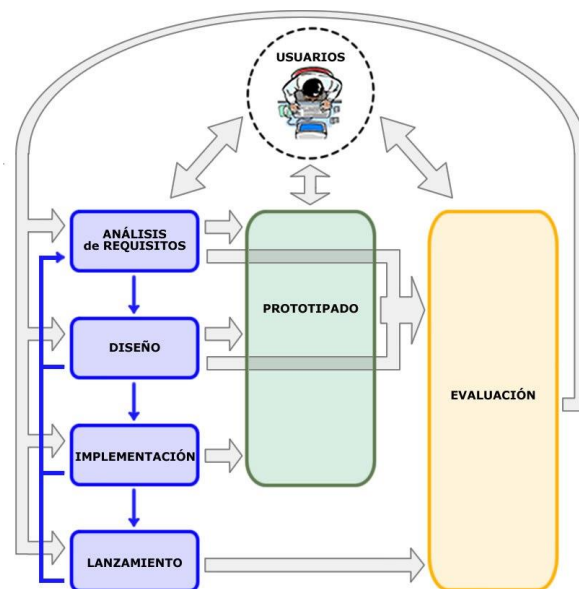 USUARIOS
ANÁLISIS
de REQUISITOS
PROTOTIPADO
DISEÑO
EVALUACIÓN
IMPLEMENTACIÓN
LANZAMIENTO